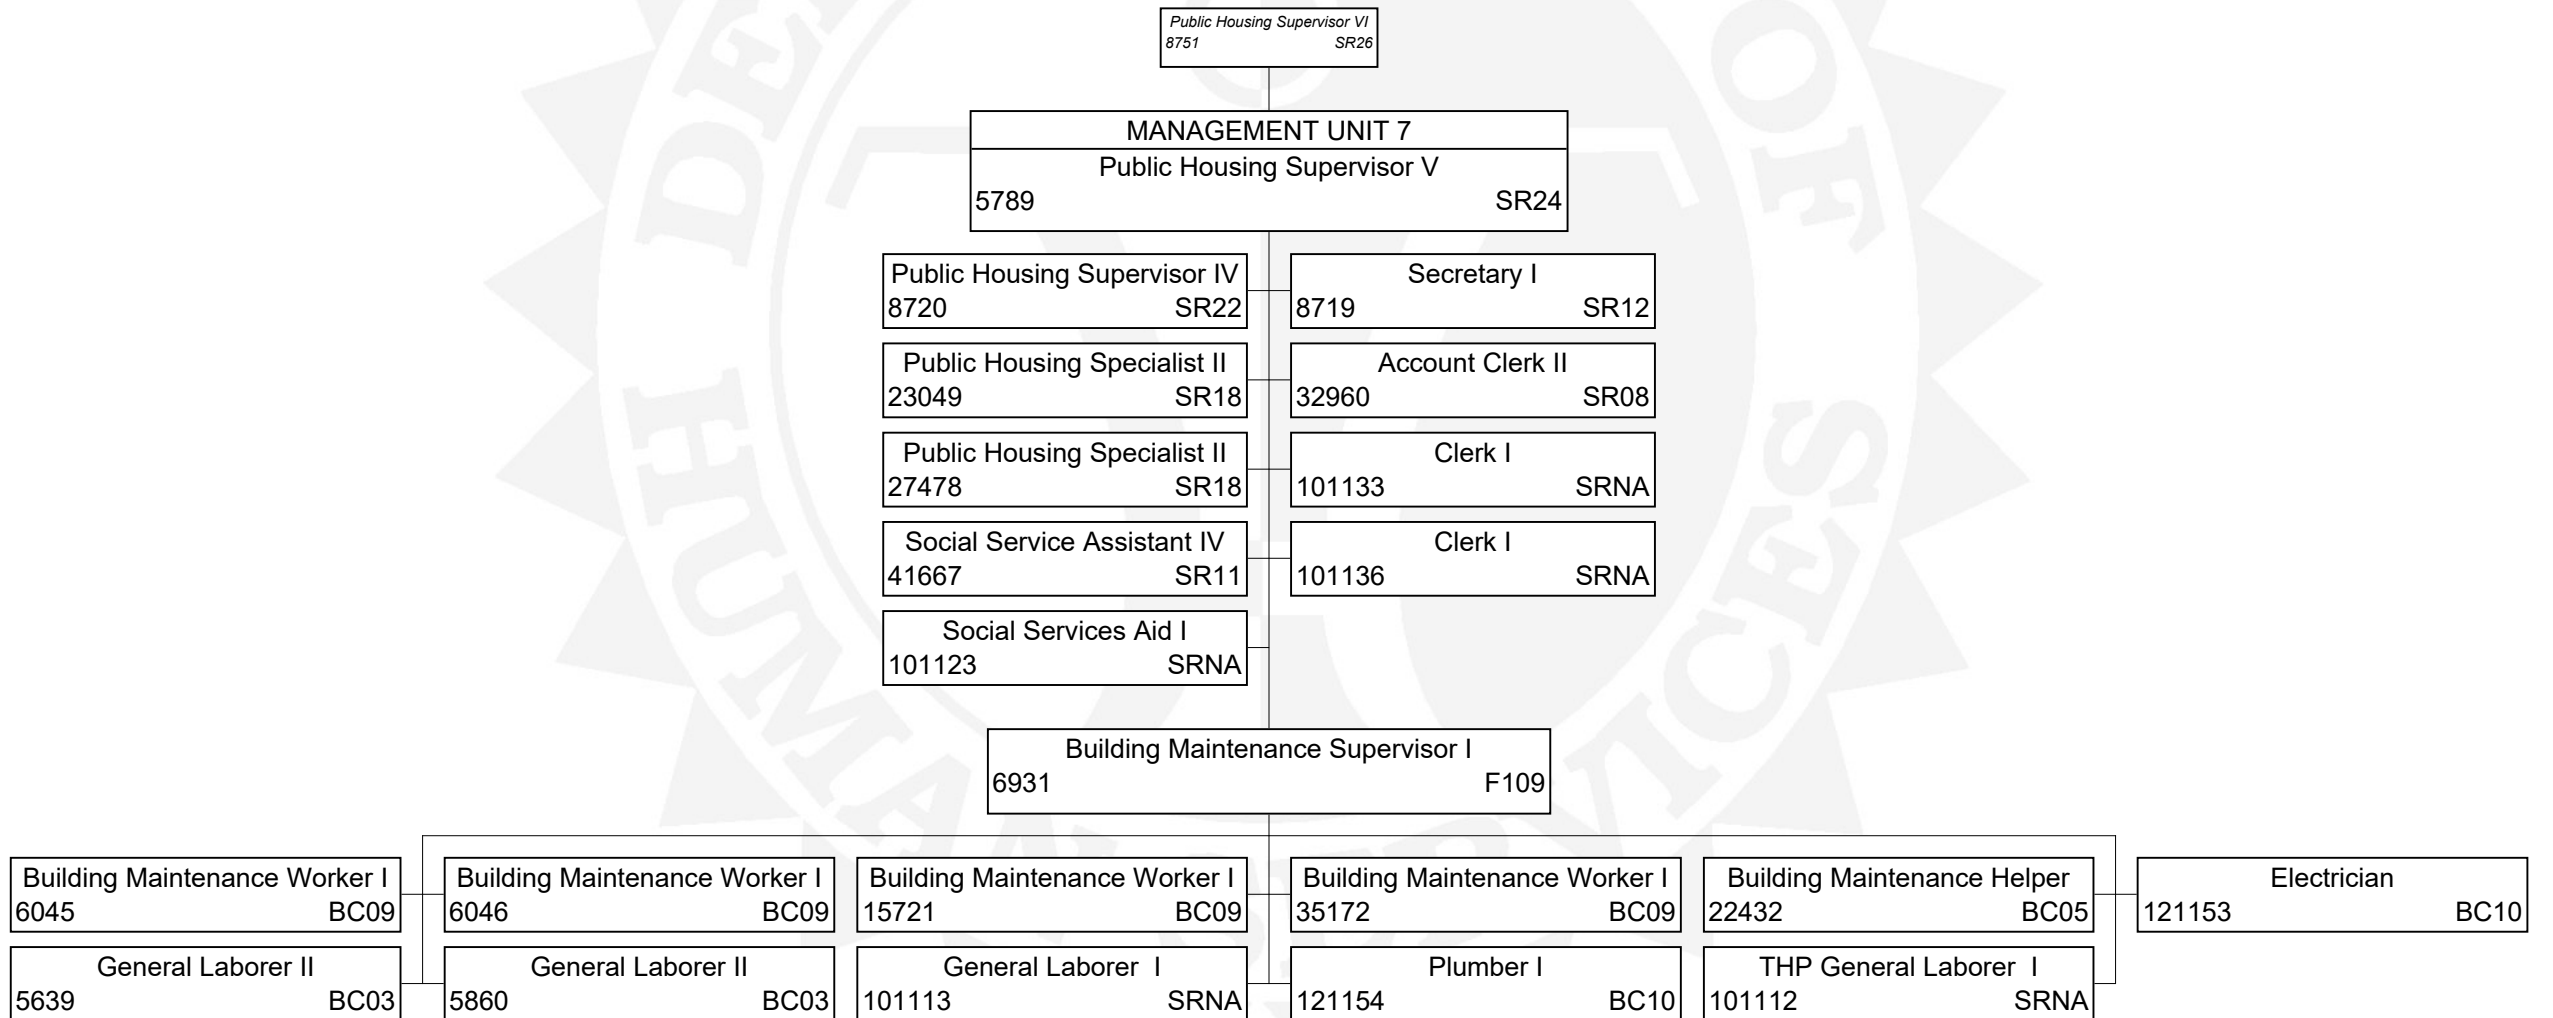 Public Housing Supervisor VI
8751 SR26
MANAGEMENT UNIT 7
Public Housing Supervisor V
5789 SR24
Public Housing Supervisor IV
8720 SR22
Secretary I
8719 SR12
Public Housing Specialist II
23049 SR18
Account Clerk II
32960 SR08
Public Housing Specialist II
27478 SR18
Clerk I
101133 SRNA
Social Service Assistant IV
41667 SR11
Clerk I
101136 SRNA
Social Services Aid I
101123 SRNA
Building Maintenance Supervisor I
6931 F109
Building Maintenance Worker I
6045 BC09
Building Maintenance Worker I
6046 BC09
Building Maintenance Worker I
15721 BC09
Building Maintenance Worker I
35172 BC09
Building Maintenance Helper
22432 BC05
Electrician
121153 BC10
General Laborer II
5639 BC03
General Laborer II
5860 BC03
General Laborer I
101113 SRNA
Plumber I
121154 BC10
THP General Laborer I
101112 SRNA
OF
HUMAN SERVICES